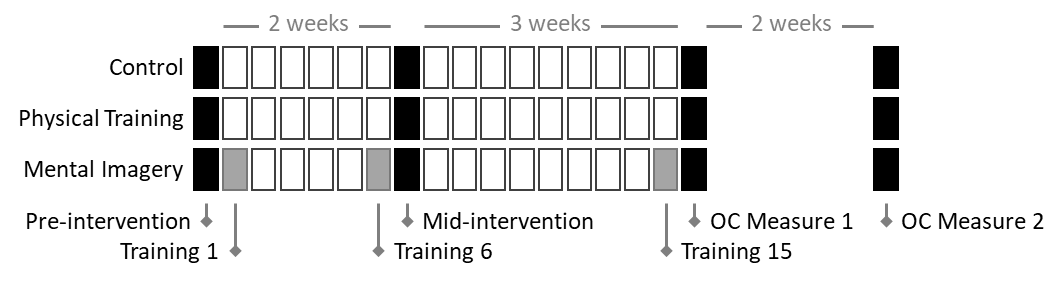 2 weeks 3 weeks 2 weeks
Control
Physical Training
Mental Imagery
Pre-intervention Mid-intervention OC Measure 1 OC Measure 2
Training 1 Training 6 Training 15